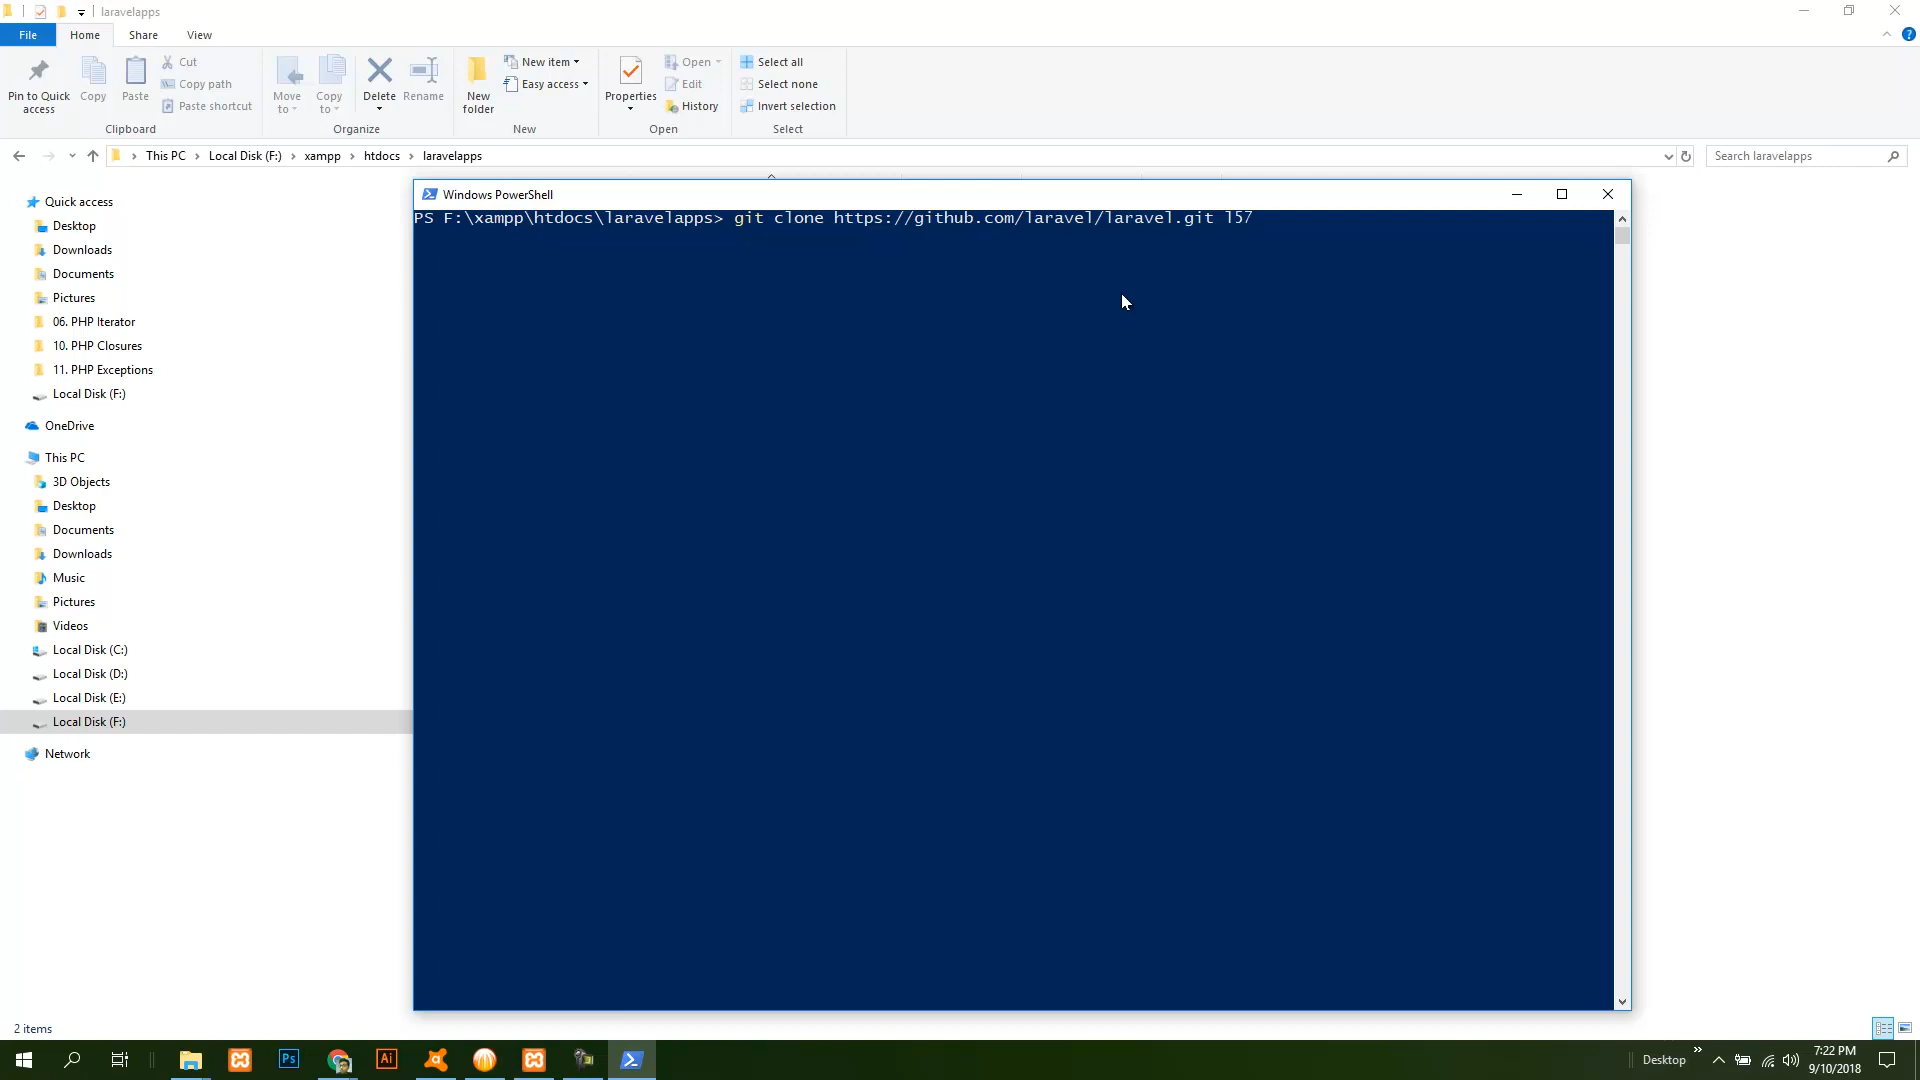 laravelapps
File Home Share View
Pin to Quick access
Copy
Paste
Cut
Copy path
Paste shortcut
Clipboard
Move to
Copy to
Delete
Rename
Organize
New folder
New item
Easy access
New
Properties
Open
Edit
History
Open
Select all
Select none
Invert selection
Select
This PC > Local Disk (F:) > xampp > htdocs > laravelapps
Search laravelapps
Quick access
Desktop
Downloads
Documents
Pictures
06. PHP Iterator
10. PHP Closures
11. PHP Exceptions
Local Disk (F:)
OneDrive
This PC
3D Objects
Desktop
Documents
Downloads
Music
Pictures
Videos
Local Disk (C:)
Local Disk (D:)
Local Disk (E:)
Local Disk (F:)
Network
2 items
Windows PowerShell
PS F:\xampp\htdocs\laravelapps> git clone https://github.com/laravel/laravel.git l57
Ps
Ai
Desktop
7:22 PM
9/10/2018